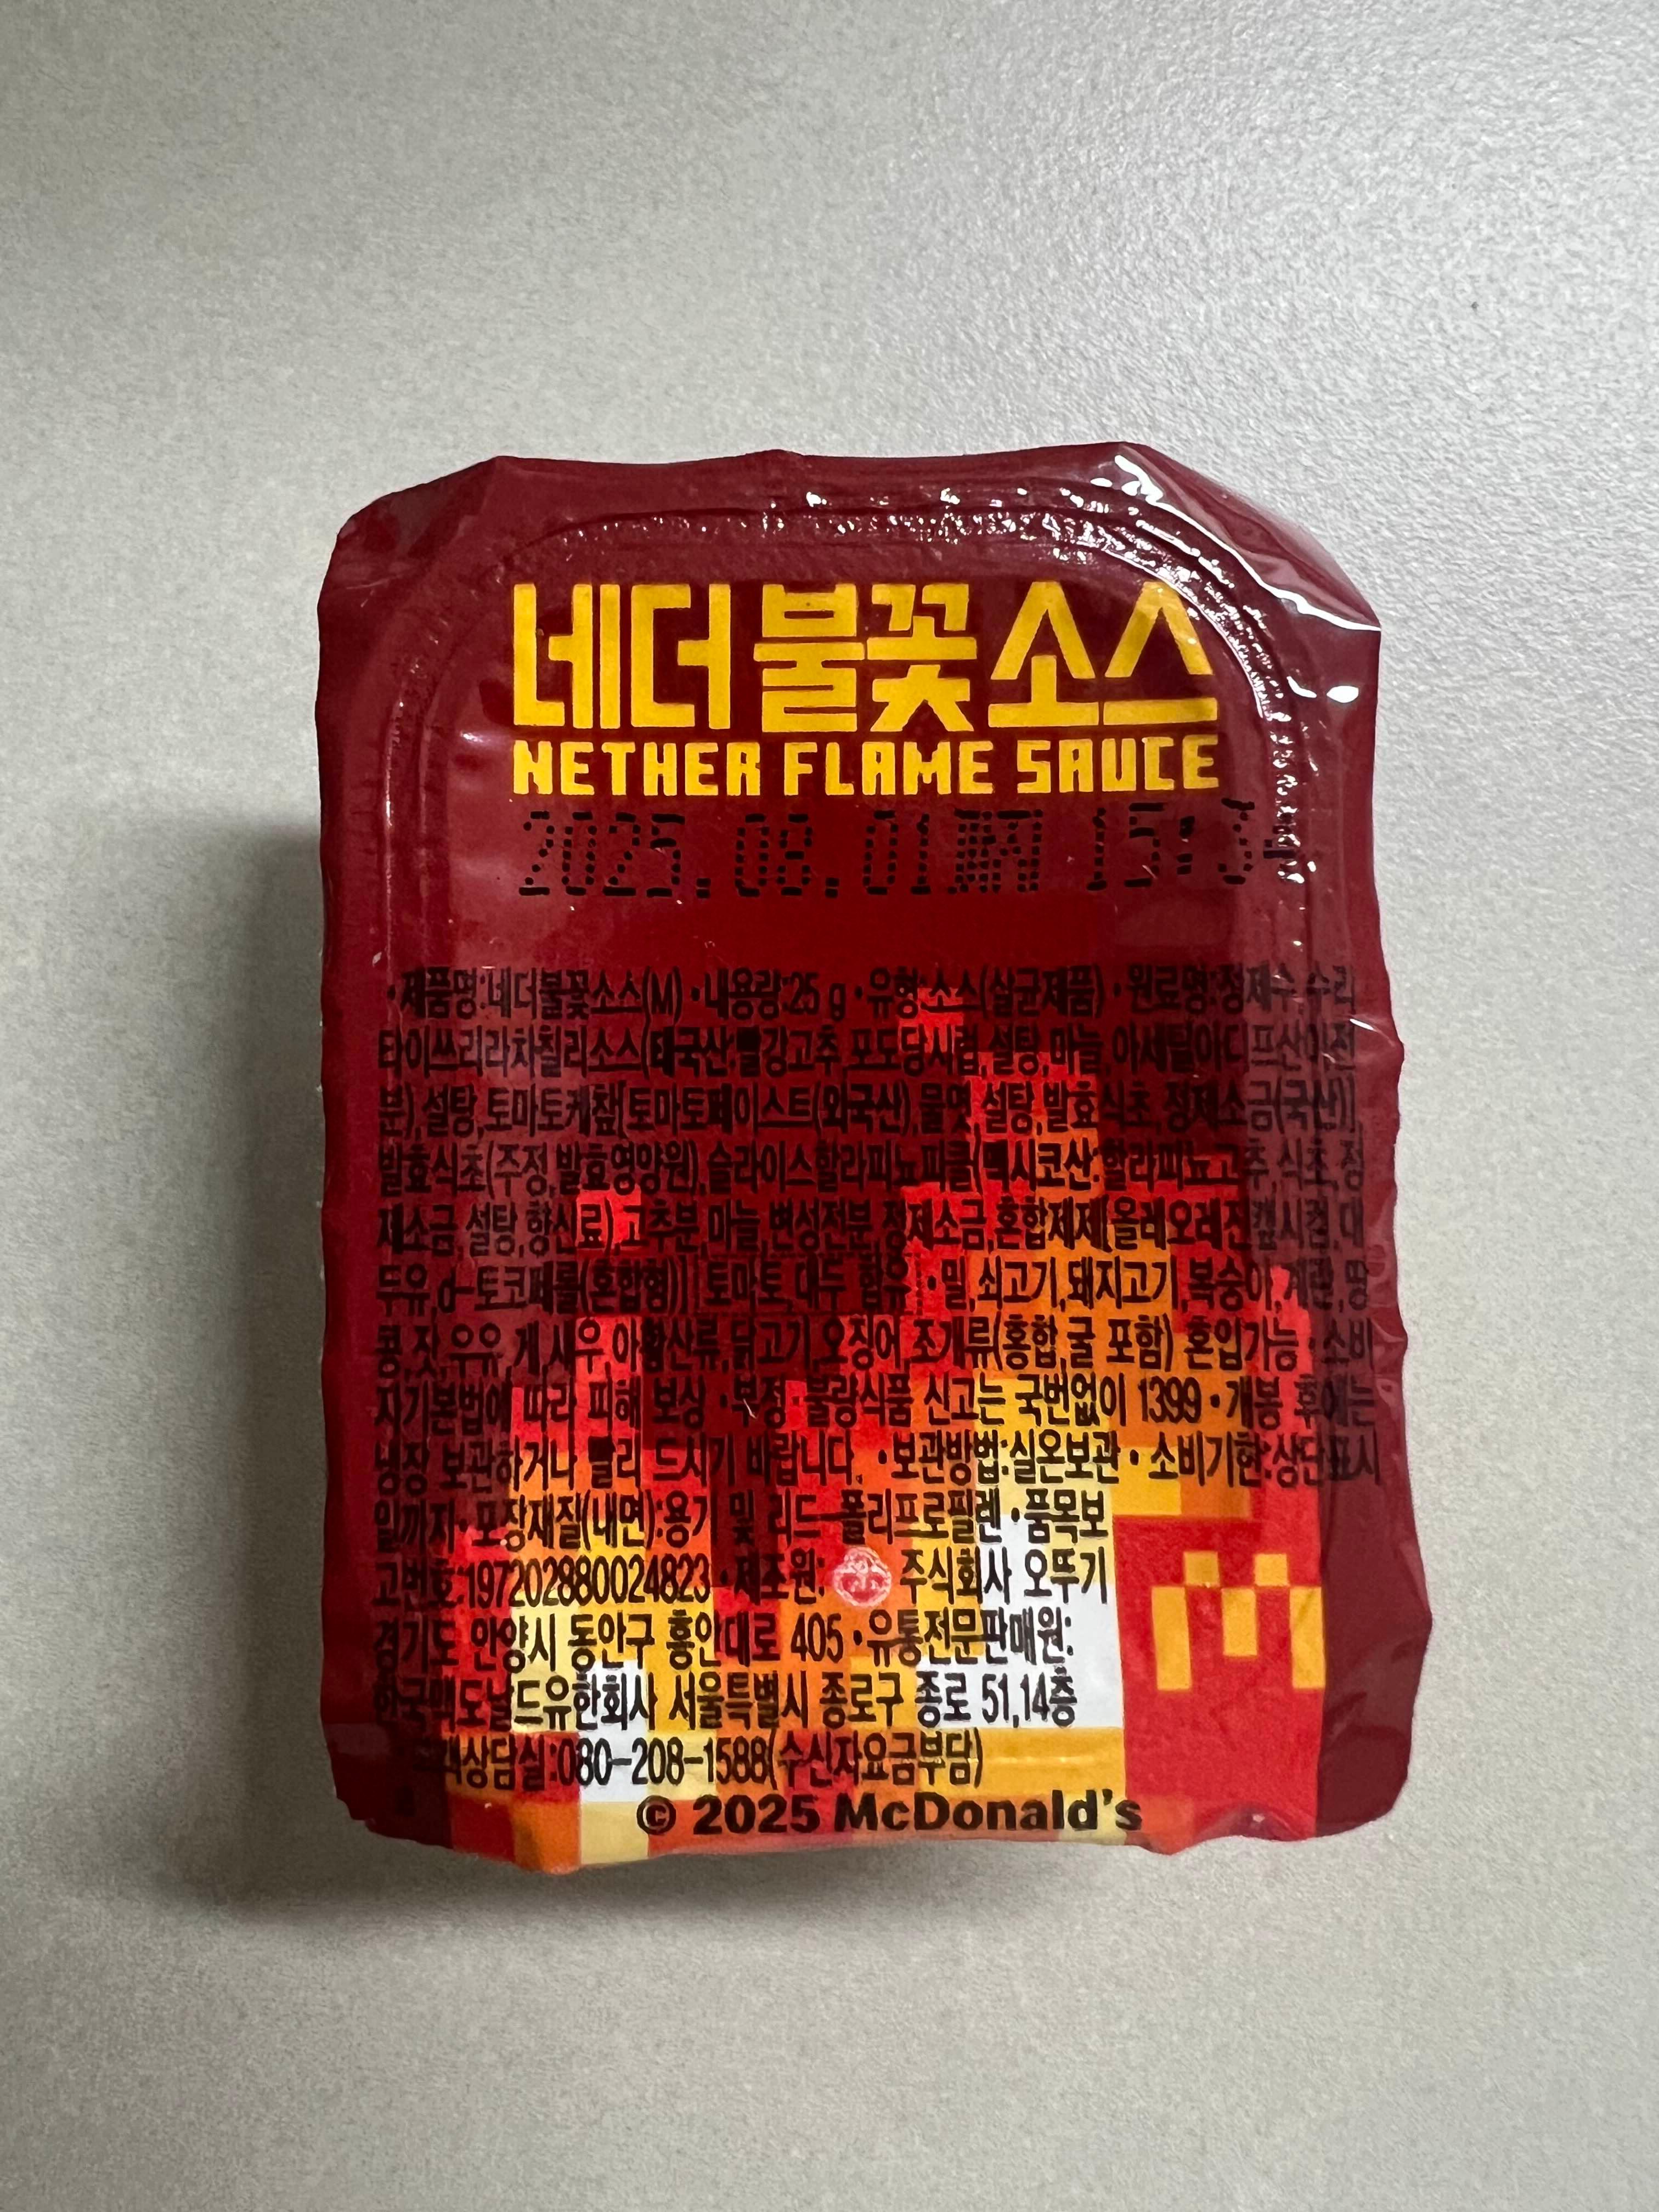 네더 불꽃 소스
NETHER FLAME SAUCE
2025.08.01 15:3
•제품명:네더불꽃소스(M)•내용량:25 g•유형:소스(살균제품)•원료명:정제수,수리
타이쓰리라차칠리소스(태국산:빨강고추,포도당시럽,설탕,마늘,아세틸아디프산이전
분),설탕,토마토케찹[토마토페이스트(외국산),물엿,설탕,발효식초,정제소금(국산)]
발효식초(주정,발효영양원),슬라이스할라피뇨피클(멕시코산:할라피뇨고추,식초,정
제소금,설탕,향신료),고추분,마늘,변성전분,정제소금,혼합제제[올레오레진캡시컴,대
두유,d-토코페롤(혼합형)] 토마토,대두 함유 •밀,쇠고기,돼지고기,복숭아,계란,땅
콩,잣,우유,게,새우,아황산류,닭고기,오징어,조개류(홍합,굴 포함) 혼입가능•소비
자기본법에 따라 피해 보상 •부정·불량식품 신고는 국번없이 1399•개봉 후에는
냉장 보관하거나 빨리 드시기 바랍니다. •보관방법:실온보관•소비기한:상단표시
일까지•포장재질(내면):용기 및 리드-폴리프로필렌•품목보
고번호:197202880024823•제조원: 주식회사 오뚜기
경기도 안양시 동안구 흥안대로 405•유통전문판매원:
한국맥도날드유한회사 서울특별시 종로구 종로 51,14층
고객상담실:080-208-1588(수신자요금부담)
© 2025 McDonald's